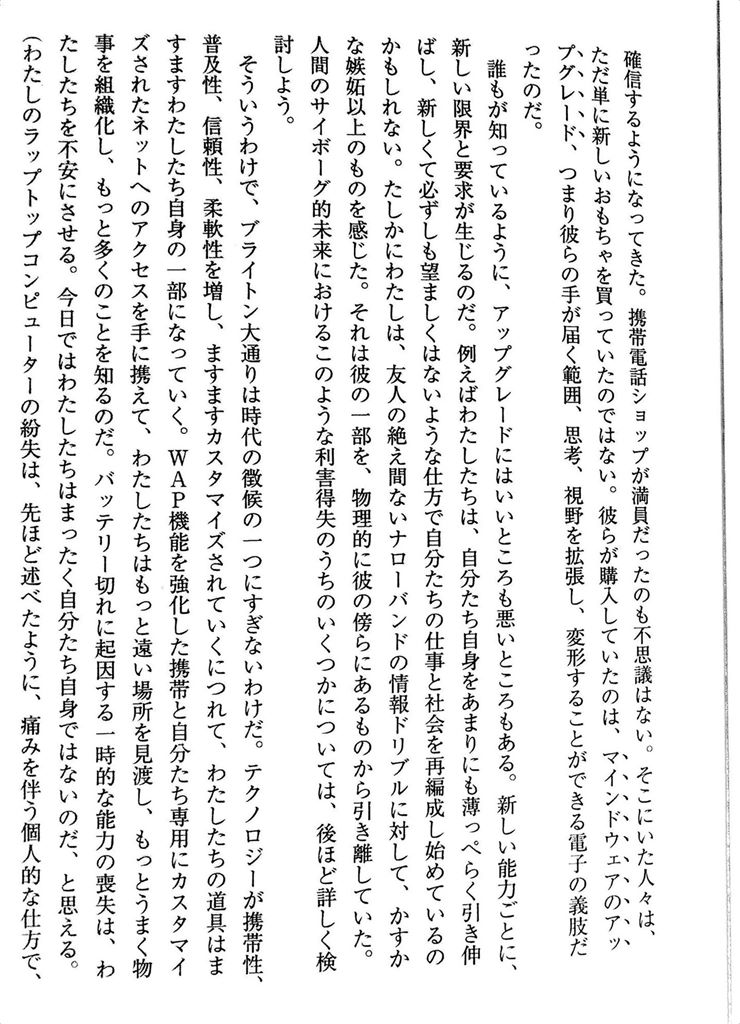 確信するようになってきた。携帯電話ショップが満員だったのも不思議はない。そこにいた人々は、
ただ単に新しいおもちゃを買っていたのではない。彼らが購入していたのは、マインドウェアのアッ
プグレード、つまり彼らの手が届く範囲、思考、視野を拡張し、変形することができる電子の義肢だ
ったのだ。
誰もが知っているように、アップグレードにはいいところも悪いところもある。新しい能力ごとに、
新しい限界と要求が生じるのだ。例えばわたしたちは、自分たち自身をあまりにも薄っぺらく引き伸
ばし、新しくて必ずしも望ましくはないような仕方で自分たちの仕事と社会を再編成し始めているの
かもしれない。たしかにわたしは、友人の絶え間ないナローバンドの情報ドリブルに対して、かすか
な嫉妬以上のものを感じた。それは彼の一部を、物理的に彼の傍らにあるものから引き離していた。
人間のサイボーグ的未来におけるこのような利害得失のうちのいくつかについては、後ほど詳しく検
討しよう。
そういうわけで、ブライトン大通りは時代の徴候の一つにすぎないわけだ。テクノロジーが携帯性、
普及性、信頼性、柔軟性を増し、ますますカスタマイズされていくにつれて、わたしたちの道具はま
すますわたしたち自身の一部になっていく。WAP機能を強化した携帯と自分たち専用にカスタマイ
ズされたネットへのアクセスを手に携えて、わたしたちはもっと遠い場所を見渡し、もっとうまく物
事を組織化し、もっと多くのことを知るのだ。バッテリー切れに起因する一時的な能力の喪失は、わ
たしたちを不安にさせる。今日ではわたしたちはまったく自分たち自身ではないのだ、と思える。
(わたしのラップトップコンピューターの紛失は、先ほど述べたように、痛みを伴う個人的な仕方で、